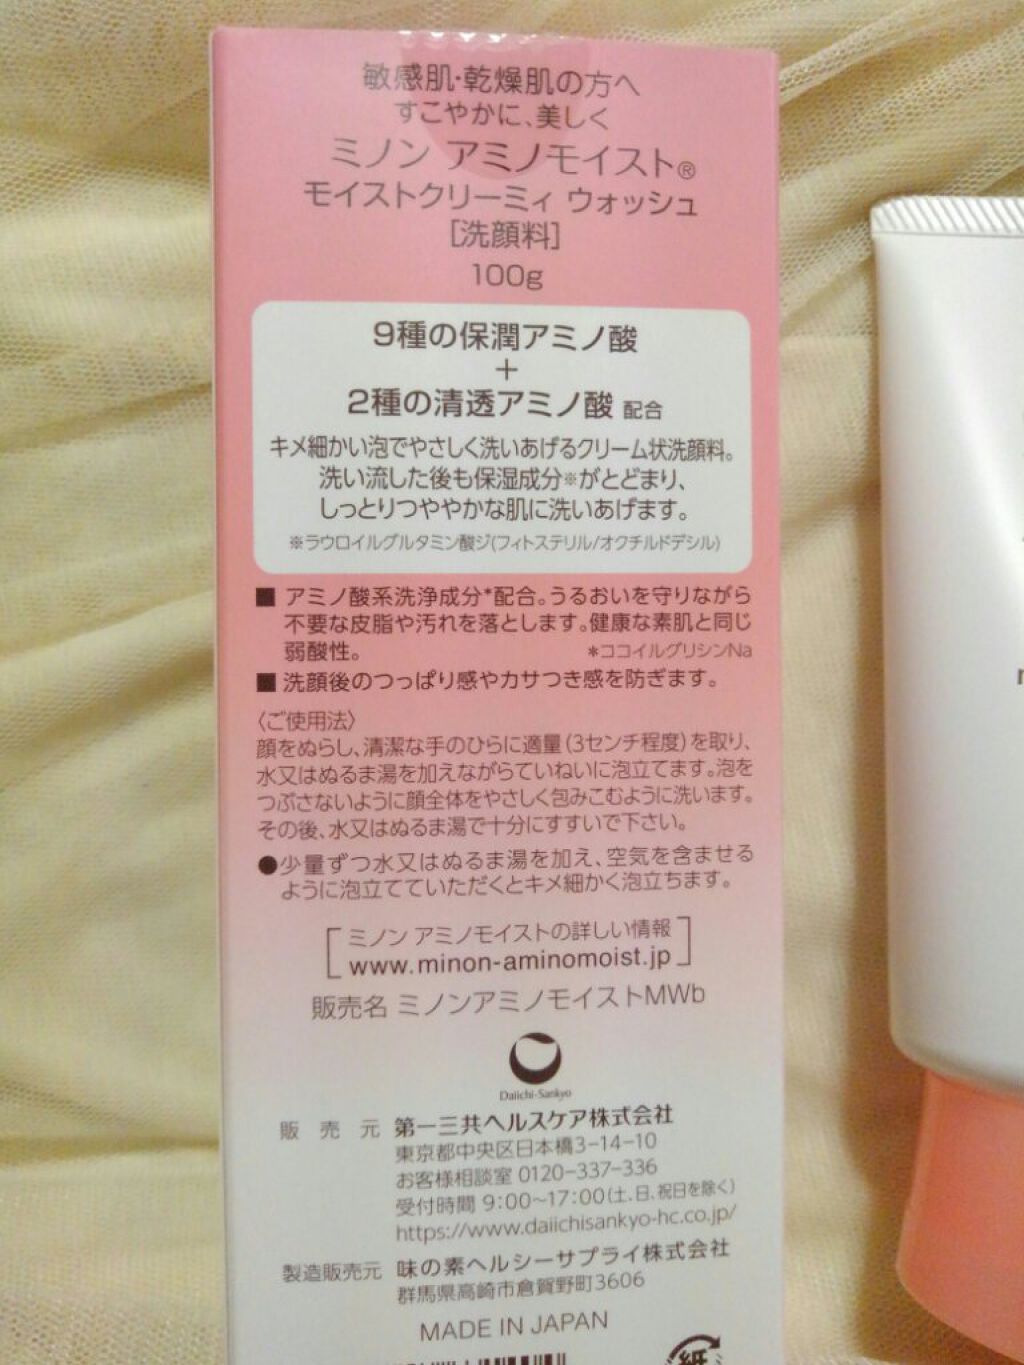 敏感肌・乾燥肌の方へ
すこやかに、美しく
ミノン アミノモイスト®
モイストクリーミィ ウォッシュ
[洗顔料]
100g
9種の保潤アミノ酸
+
2種の清透アミノ酸 配合
キメ細かい泡でやさしく洗いあげるクリーム状洗顔料。
洗い流した後も保湿成分※がとどまり、
しっとりつややかな肌に洗いあげます。
※ラウロイルグルタミン酸ジ(フィトステリル/オクチルドデシル)
■ アミノ酸系洗浄成分*配合。うるおいを守りながら
不要な皮脂や汚れを落とします。健康な素肌と同じ
弱酸性。 *ココイルグリシンNa
■ 洗顔後のつっぱり感やカサつき感を防ぎます。
〈ご使用法〉
顔をぬらし、清潔な手のひらに適量(3センチ程度)を取り、
水又はぬるま湯を加えながらていねいに泡立てます。泡を
つぶさないように顔全体をやさしく包みこむように洗います。
その後、水又はぬるま湯で十分にすすいで下さい。
●少量ずつ水又はぬるま湯を加え、空気を含ませる
ように泡立てていただくとキメ細かく泡立ちます。
ミノン アミノモイストの詳しい情報
www.minon-aminomoist.jp
販売名 ミノンアミノモイストMWb
Daiichi-Sankyo
販売元 第一三共ヘルスケア株式会社
東京都中央区日本橋3-14-10
お客様相談室 0120-337-336
受付時間 9:00〜17:00(土、日、祝日を除く)
https://www.daiichisankyo-hc.co.jp/
製造販売元 味の素ヘルシーサプライ株式会社
群馬県高崎市倉賀野町3606
MADE IN JAPAN
紙